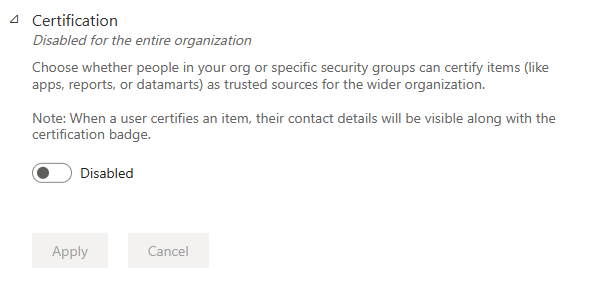 Certification
Disabled for the entire organization
Choose whether people in your org or specific security groups can certify items (like
apps, reports, or datamarts) as trusted sources for the wider organization.
Note: When a user certifies an item, their contact details will be visible along with the
certification badge.
Disabled
Apply
Cancel